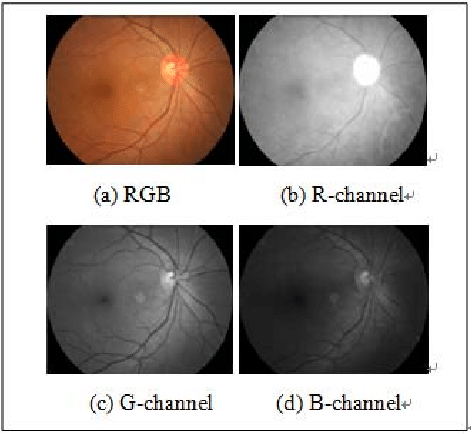 (a) RGB
(b) R-channel↵
(c) G-channel
(d) B-channel↵